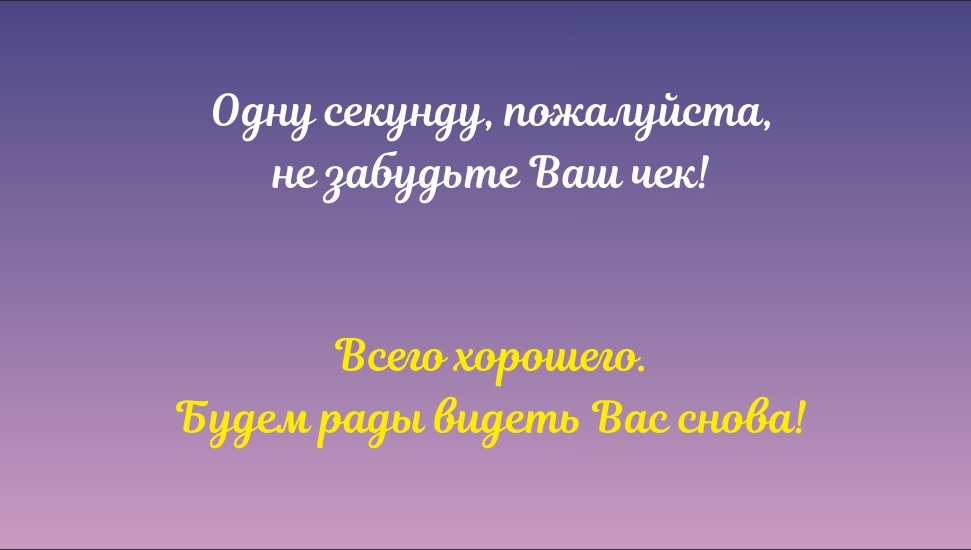 Одну секунду, пожалуйста,
не забудьте Ваш чек!
Всего хорошего.
Будем рады видеть Вас снова!